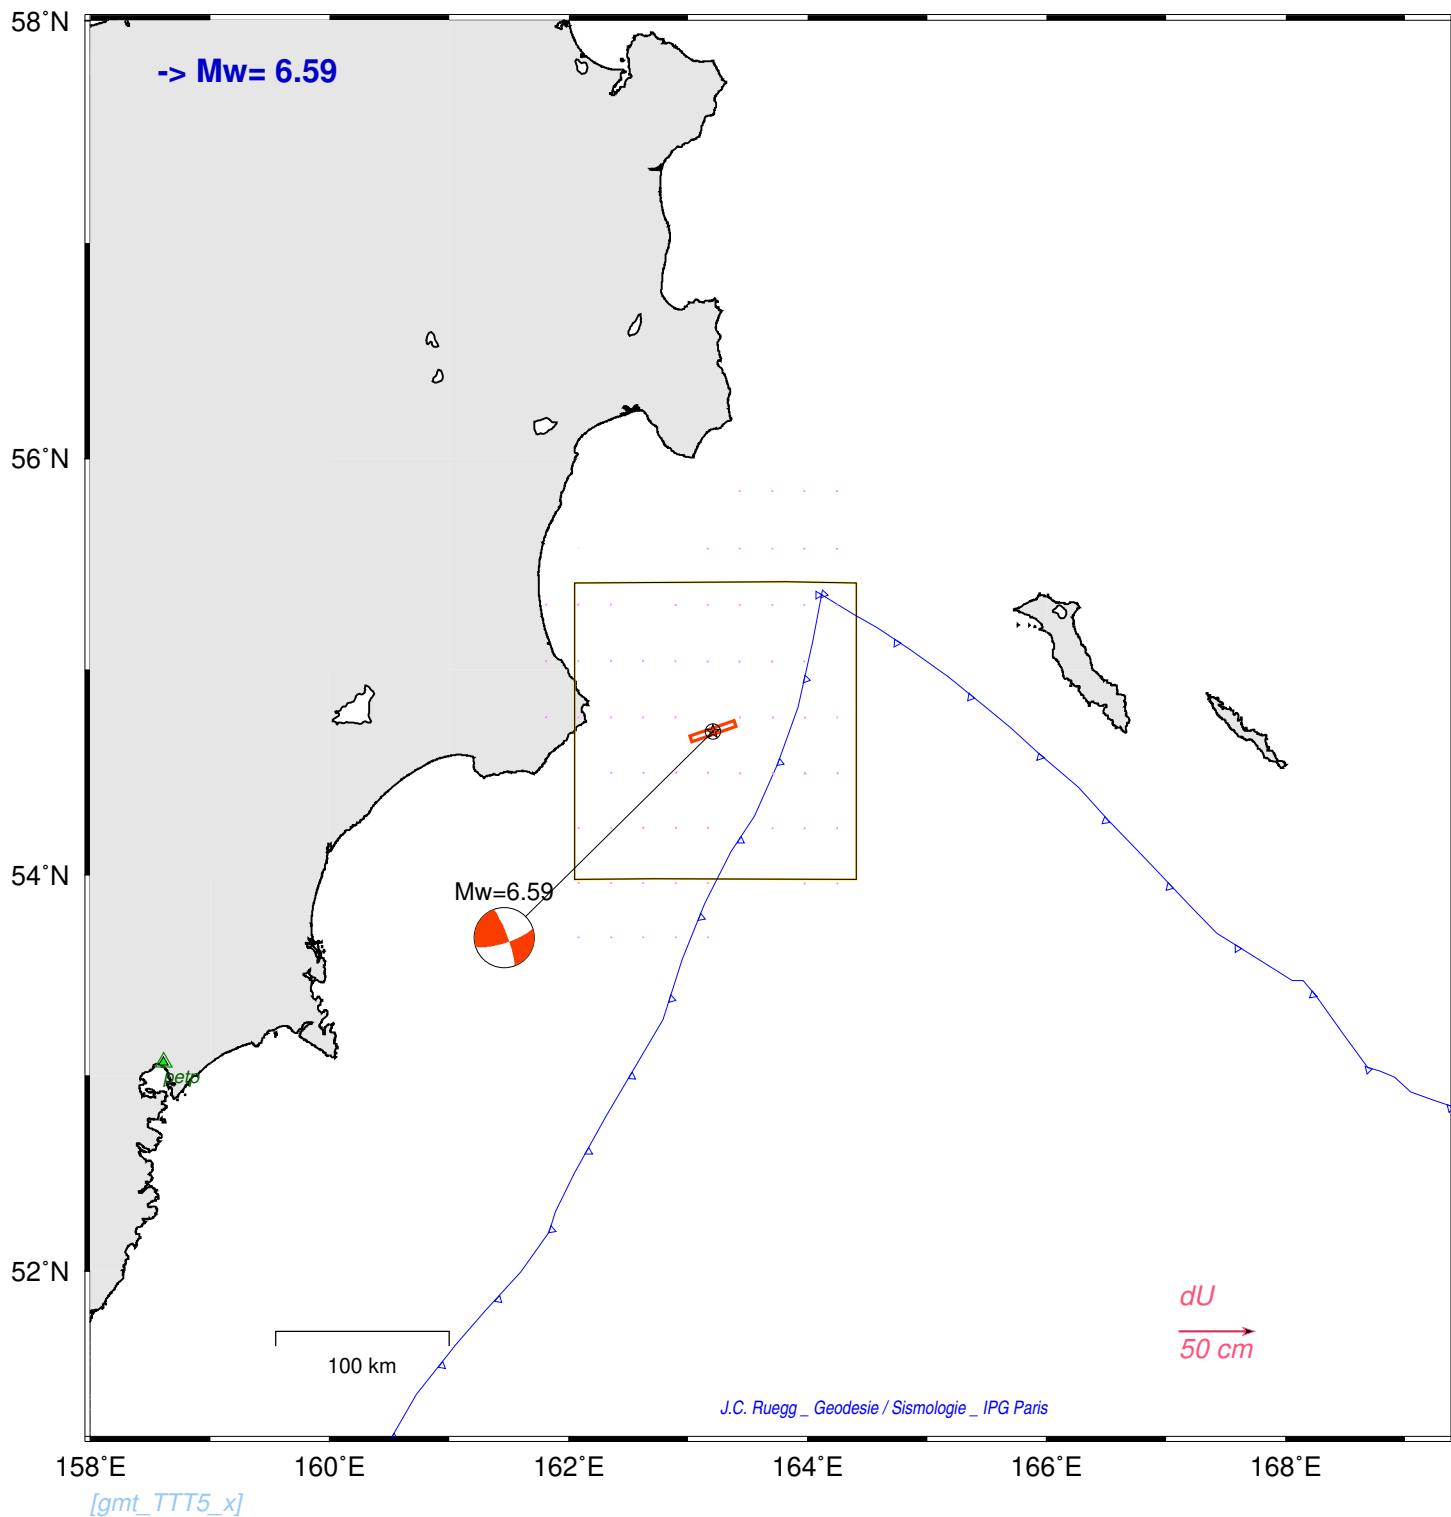 58°N
-> Mw= 6.59
56°N
54°N
Mw=6.59
petp
52°N
dU
50 cm
100 km
J.C. Ruegg _ Geodesie / Sismologie _ IPG Paris
158°E 160°E 162°E 164°E 166°E 168°E
[gmt_TTT5_x]